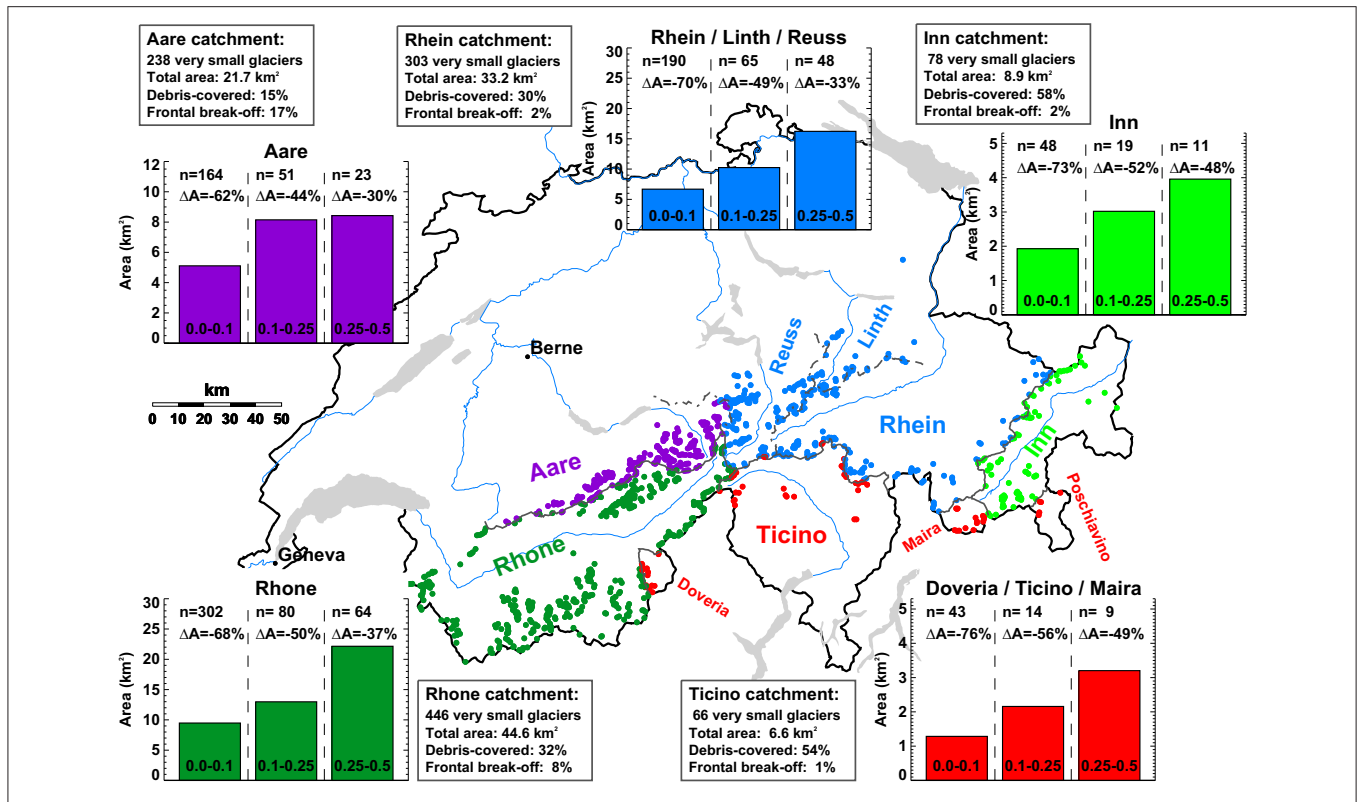 Aare catchment:
238 very small glaciers
Total area: 21.7 km²
Debris-covered: 15%
Frontal break-off: 17%
Rhein catchment:
303 very small glaciers
Total area: 33.2 km²
Debris-covered: 30%
Frontal break-off: 2%
Rhein / Linth / Reuss
n=190 n= 65 n= 48
ΔA=-70% ΔA=-49% ΔA=-33%
Area (km²)
30
25
20
15
10
5
0
0.0-0.1 0.1-0.25 0.25-0.5
Inn catchment:
78 very small glaciers
Total area: 8.9 km²
Debris-covered: 58%
Frontal break-off: 2%
Aare
n=164 n= 51 n= 23
ΔA=-62% ΔA=-44% ΔA=-30%
Area (km²)
12
10
8
6
4
2
0
0.0-0.1 0.1-0.25 0.25-0.5
Inn
n= 48 n= 19 n= 11
ΔA=-73% ΔA=-52% ΔA=-48%
Area (km²)
5
4
3
2
1
0
0.0-0.1 0.1-0.25 0.25-0.5
km
0 10 20 30 40 50
Berne
Geneva
Reuss
Linth
Rhein
Inn
Aare
Rhone
Ticino
Doveria
Maira
Poschiavino
Rhone
n=302 n= 80 n= 64
ΔA=-68% ΔA=-50% ΔA=-37%
Area (km²)
30
25
20
15
10
5
0
0.0-0.1 0.1-0.25 0.25-0.5
Rhone catchment:
446 very small glaciers
Total area: 44.6 km²
Debris-covered: 32%
Frontal break-off: 8%
Ticino catchment:
66 very small glaciers
Total area: 6.6 km²
Debris-covered: 54%
Frontal break-off: 1%
Doveria / Ticino / Maira
n= 43 n= 14 n= 9
ΔA=-76% ΔA=-56% ΔA=-49%
Area (km²)
5
4
3
2
1
0
0.0-0.1 0.1-0.25 0.25-0.5